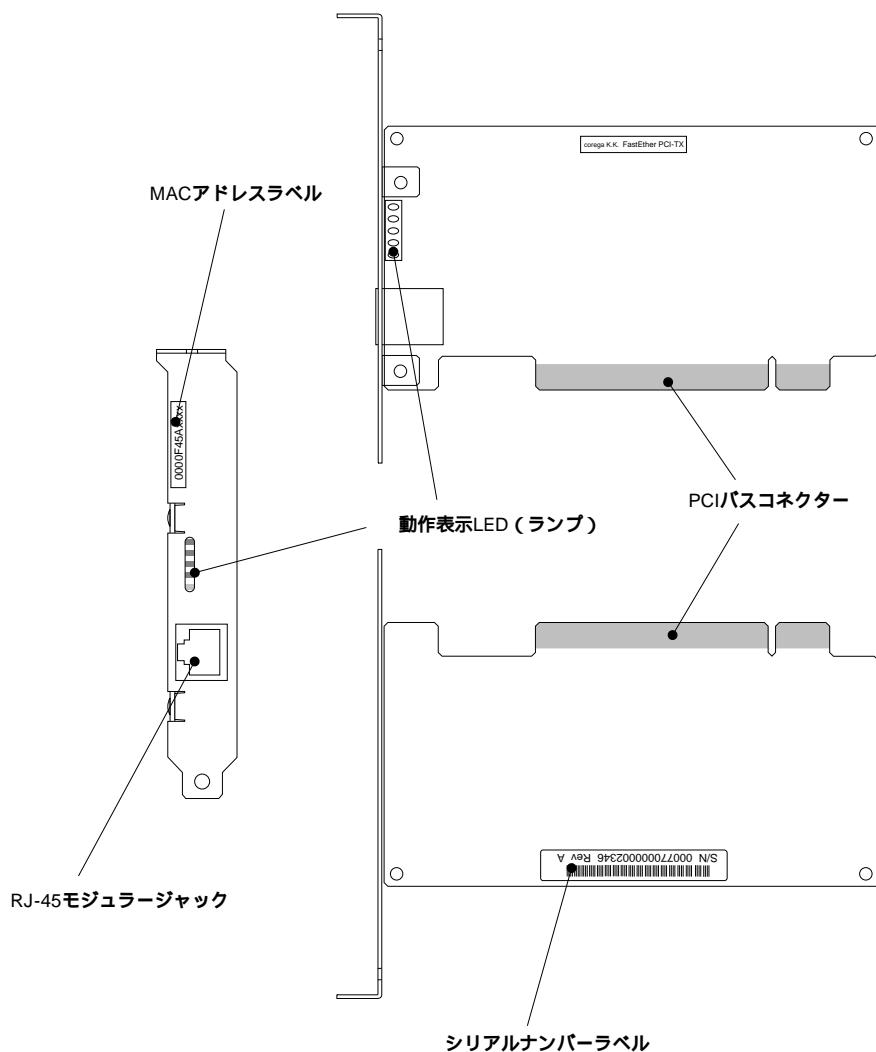 corega K.K. FastEther PCI-TX
MACアドレスラベル
0000F45Axxxx
PCIバスコネクター
動作表示LED(ランプ)
S/N 000770000002346 Rev A
RJ-45モジュラージャック
シリアルナンバーラベル